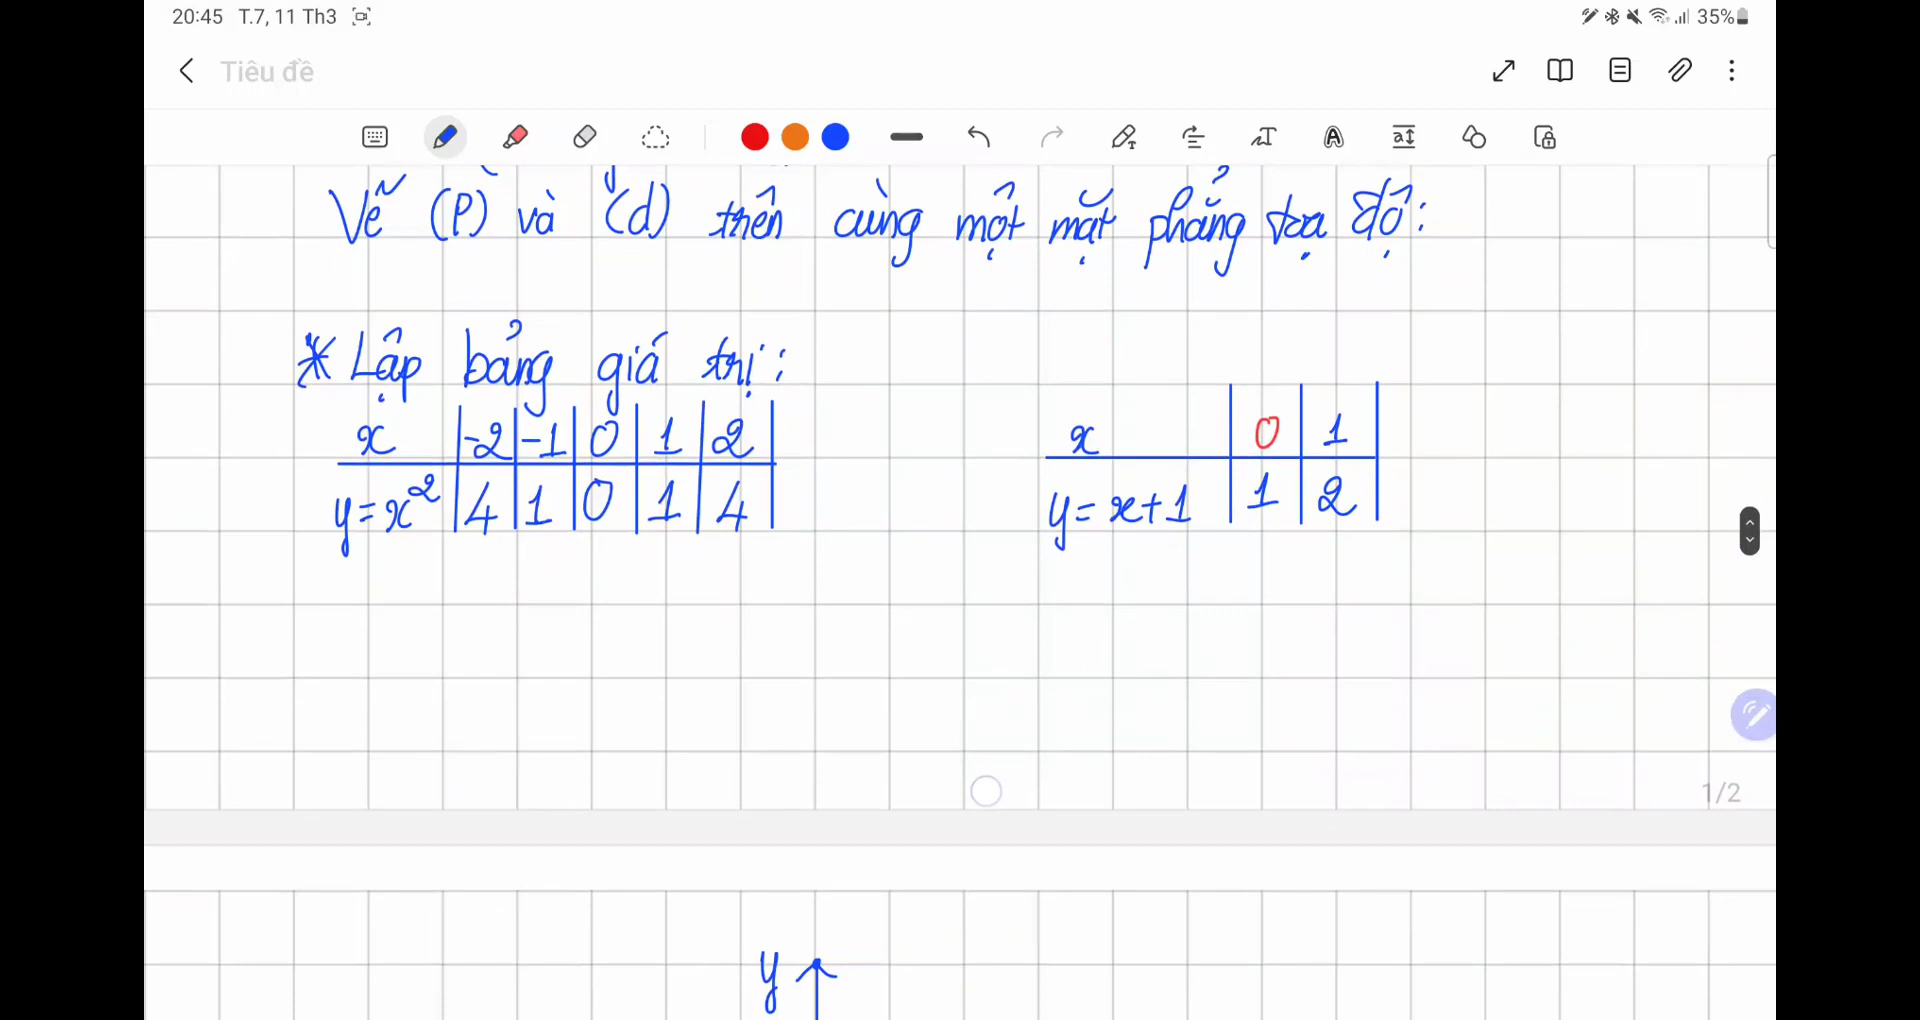 20:45 T.7, 11 Th3 35%
Tiêu đề
Vẽ (P) và (d) trên cùng một mặt phẳng tọa độ:
* Lập bảng giá trị:
x -2 -1 0 1 2
y = x² 4 1 0 1 4
x 0 1
y = x+1 1 2
1/2
y